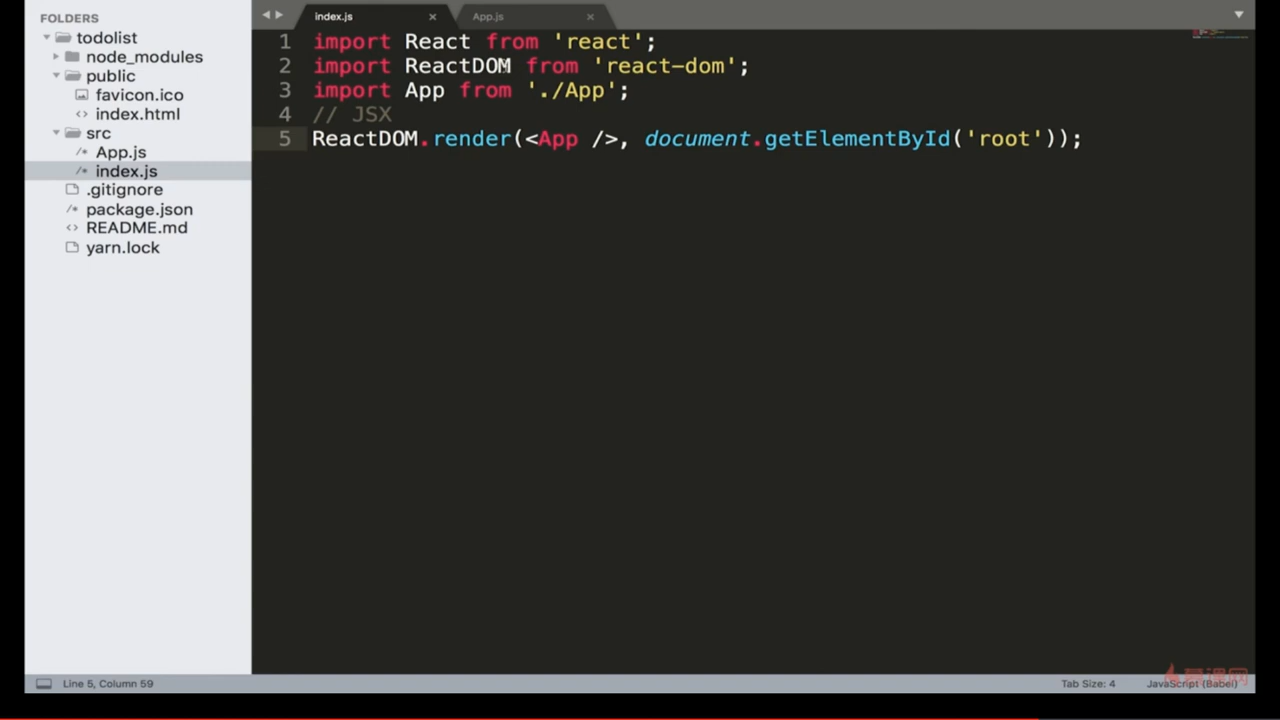 FOLDERS
todolist
node_modules
public
favicon.ico
index.html
src
App.js
index.js
.gitignore
package.json
README.md
yarn.lock
index.js
App.js
1 import React from 'react';
2 import ReactDOM from 'react-dom';
3 import App from './App';
4 // JSX
5 ReactDOM.render(<App />, document.getElementById('root'));
Line 5, Column 59
Tab Size: 4
JavaScript (Babel)
慕课网